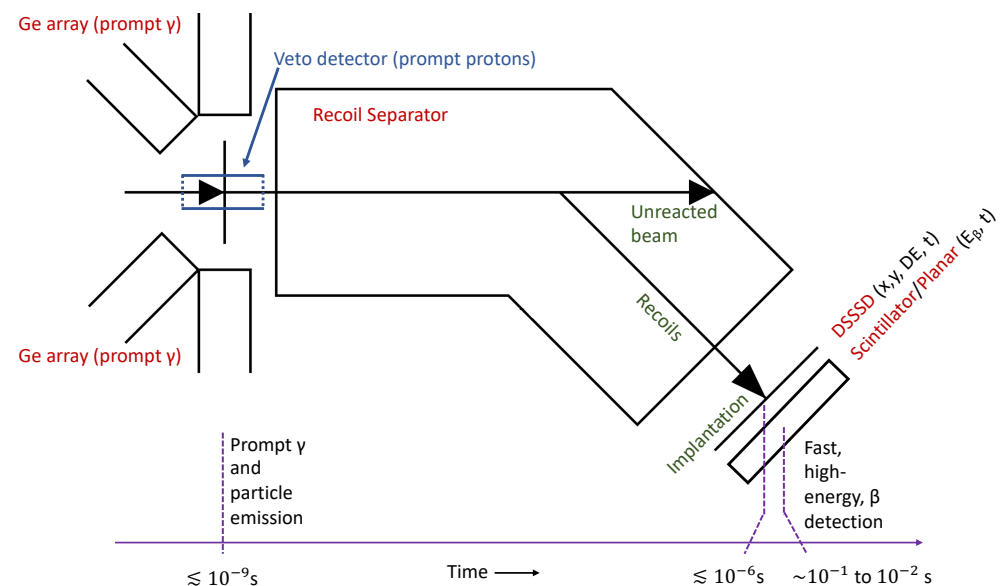 Ge array (prompt γ)
Veto detector (prompt protons)
Recoil Separator
Unreacted
beam
Recoils
DSSSD (x,y, DE, t)
Scintillator/Planar (Eβ, t)
Implantation
Ge array (prompt γ)
Prompt γ
and
particle
emission
Fast,
high-
energy, β
detection
≲ 10⁻⁹s
Time
≲ 10⁻⁶s
~10⁻¹ to 10⁻² s